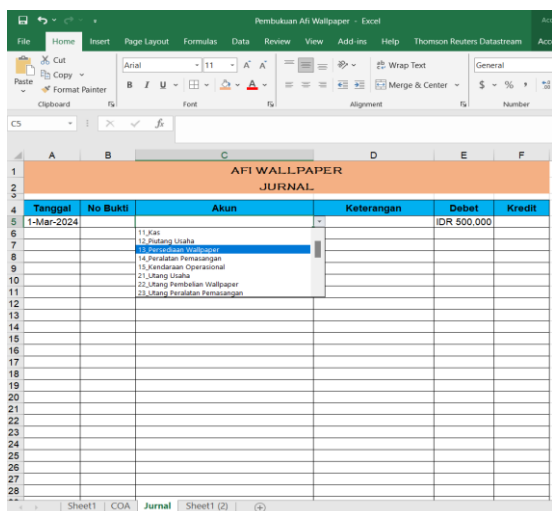 Pembukuan Afi Wallpaper - Excel
File Home Insert Page Layout Formulas Data Review View Add-ins Help Thomson Reuters Datastream
Cut
Copy
Format Painter
Paste
Arial 11
Wrap Text
Merge & Center
General
Clipboard Font Alignment Number
C5
A B C D E F
1 AFI WALLPAPER
2 JURNAL
3
4 Tanggal No Bukti Akun Keterangan Debet Kredit
5 1-Mar-2024 IDR 500,000
6 11_Kas
12_Piutang Usaha
7 13_Persediaan Wallpaper
8 14_Peralatan Pemasangan
9 15_Kendaraan Operasional
10 21_Utang Usaha
22_Utang Pembelian Wallpaper
11 23_Utang Peralatan Pemasangan
12
13
14
15
16
17
18
19
20
21
22
23
24
25
26
27
28
Sheet1 COA Jurnal Sheet1 (2)